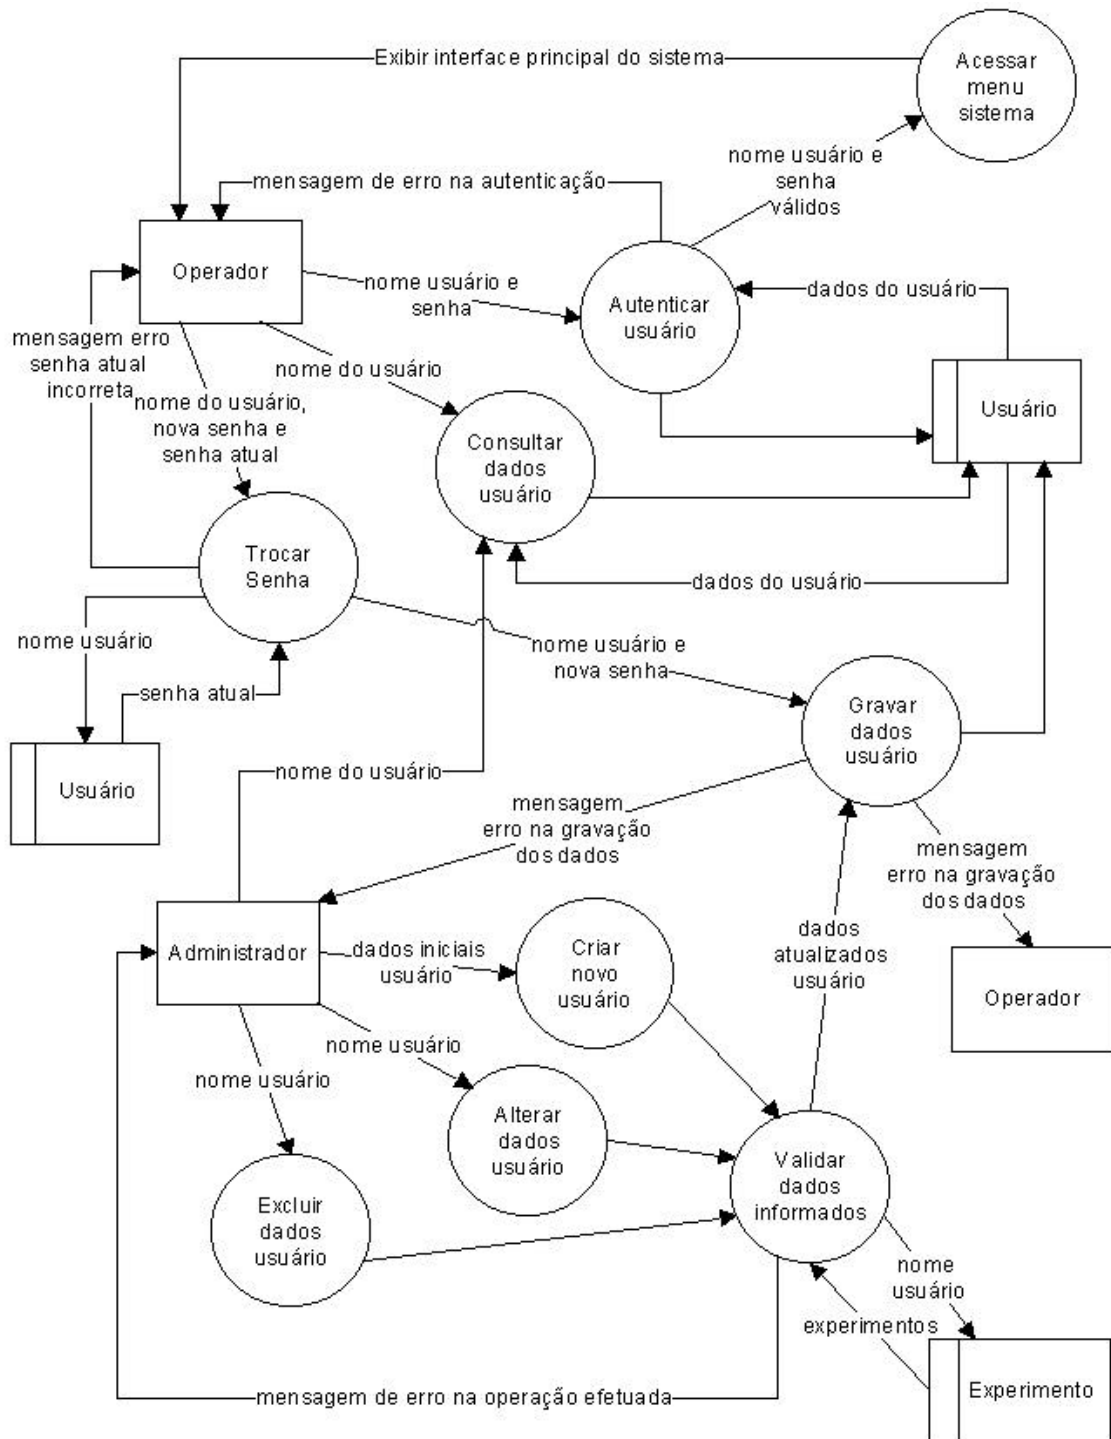 Acessar
menu
sistema
Exibir interface principal do sistema
nome usuário e
senha
válidos
mensagem de erro na autenticação
Operador
nome usuário e
senha
Autenticar
usuário
dados do usuário
mensagem erro
senha atual
incorreta
nome do usuário
nome do usuário,
nova senha e
senha atual
Usuário
Consultar
dados
usuário
Trocar
Senha
dados do usuário
nome usuário
nome usuário e
nova senha
senha atual
Gravar
dados
usuário
Usuário
nome do usuário
mensagem
erro na gravação
dos dados
mensagem
erro na gravação
dos dados
Administrador
dados iniciais
usuário
Criar
novo
usuário
dados
atualizados
usuário
Operador
nome usuário
nome usuário
Alterar
dados
usuário
Validar
dados
informados
Excluir
dados
usuário
nome
usuário
experimentos
Experimento
mensagem de erro na operação efetuada